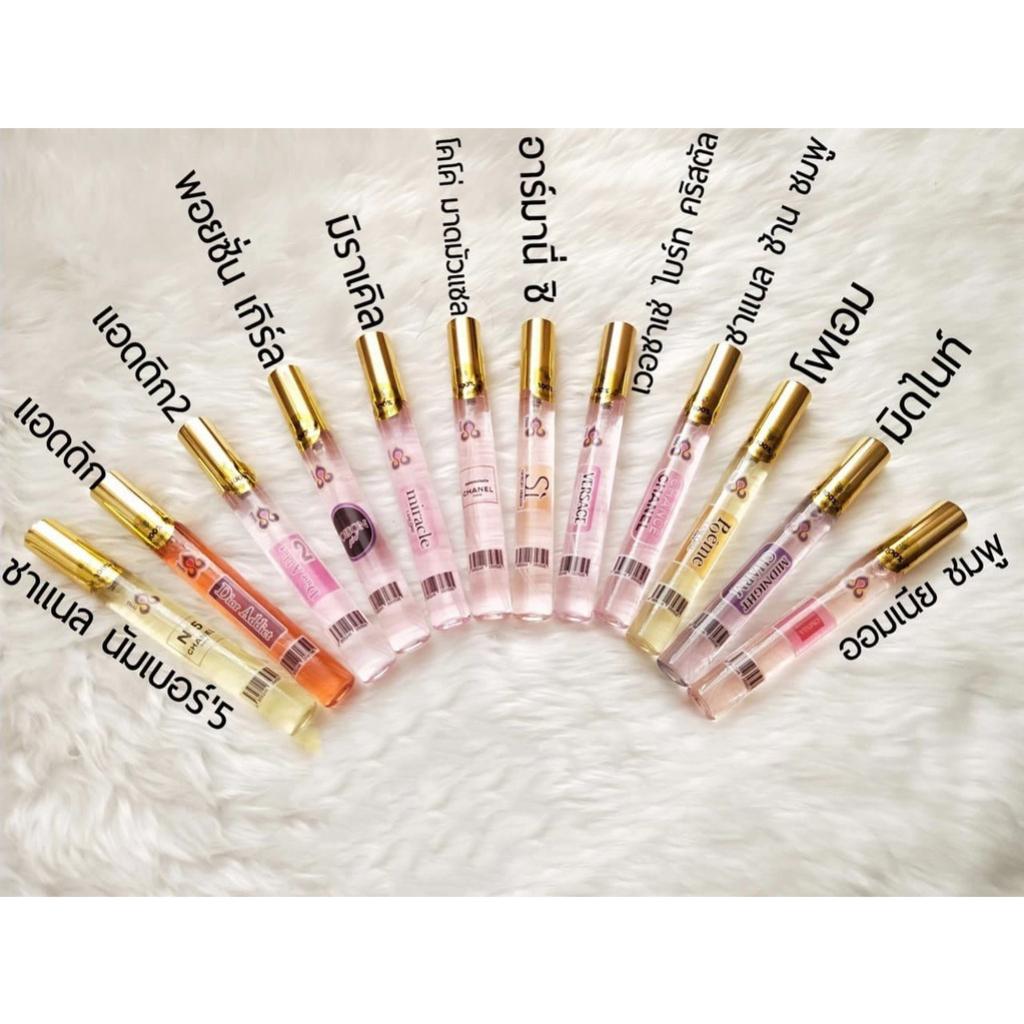 ชาแนล นัมเบอร์'5
แอดดิก
แอดดิก2
พอยซั่น เกิร์ล
มิราเคิล
โคโค่ มาดมัวแซล
อาร์มานี่ ซิ
เวอซาเช่ ไบร์ท คริสตัล
ชาแนล ช้าน ชมพู
โพเอม
มิดไนท์
ออมเนีย ชมพู
N°5
CHANEL
Dior Addict
2
miracle
CHANEL
Sì
VERSACE
CHANCE
CHANEL
Poême
MIDNIGHT